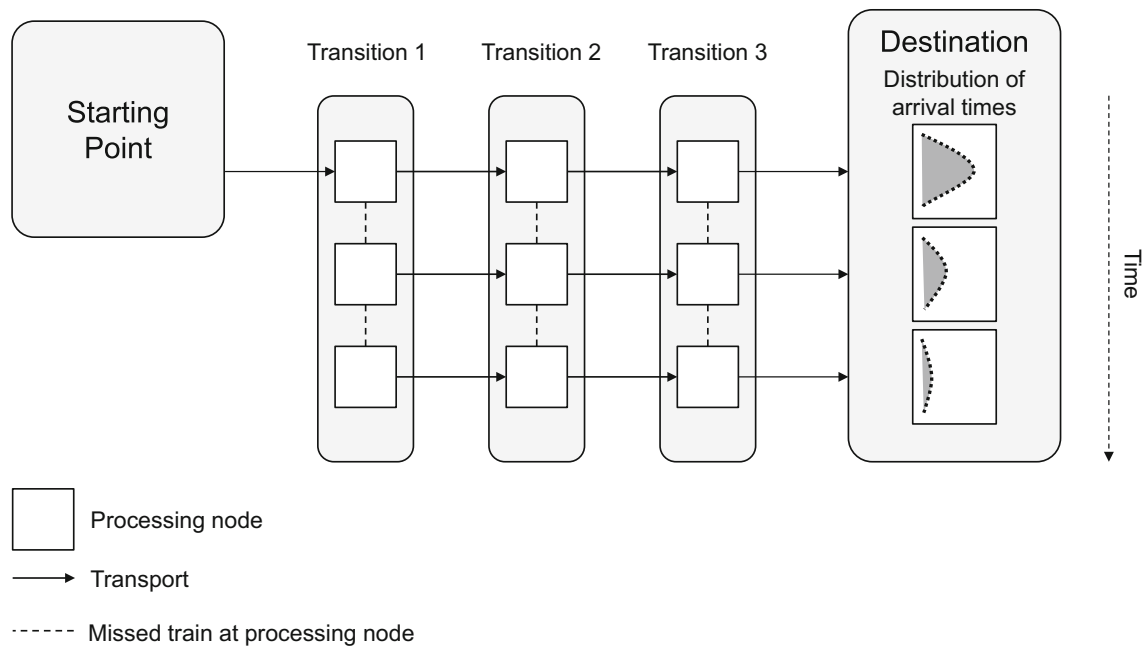 Starting
Point
Transition 1
Transition 2
Transition 3
Destination
Distribution of
arrival times
Time
Processing node
Transport
Missed train at processing node